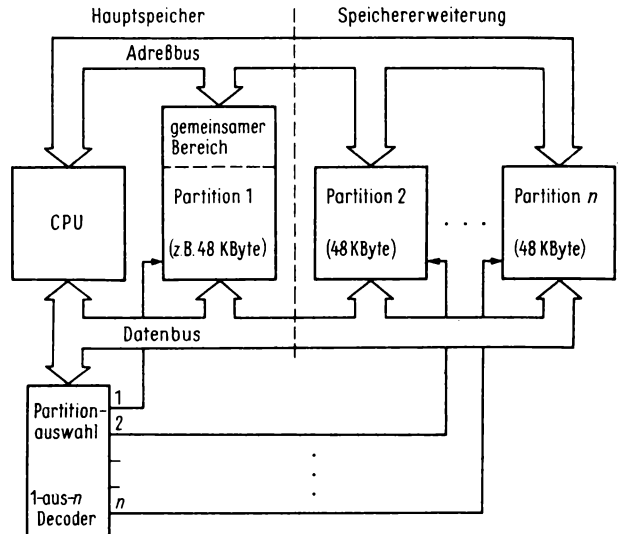 Hauptspeicher
Speichererweiterung
Adreßbus
gemeinsamer
Bereich
CPU
Partition 1
(z.B. 48 KByte)
Partition 2
(48 KByte)
. . .
Partition n
(48 KByte)
Datenbus
Partition-
auswahl
1-aus-n
Decoder
1
2
n